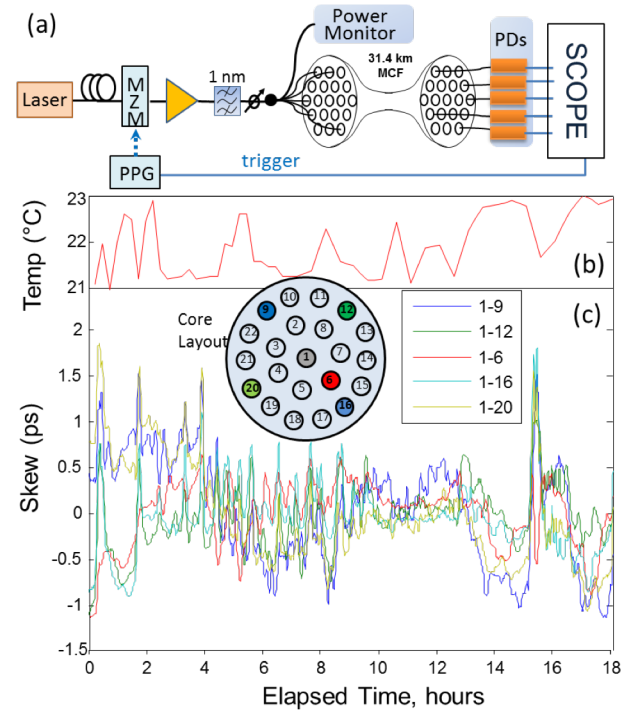 (a)
Power
Monitor
PDs
31.4 km
MCF
1 nm
Laser
MZM
SCOPE
PPG
trigger
Temp (°C)
23
22
21
(b)
Core
Layout
9
10
11
12
22
2
8
13
21
3
1
7
14
4
6
20
5
15
19
16
18
17
(c)
1-9
1-12
1-6
1-16
1-20
Skew (ps)
2
1.5
1
0.5
0
-0.5
-1
-1.5
0
2
4
6
8
10
12
14
16
18
Elapsed Time, hours